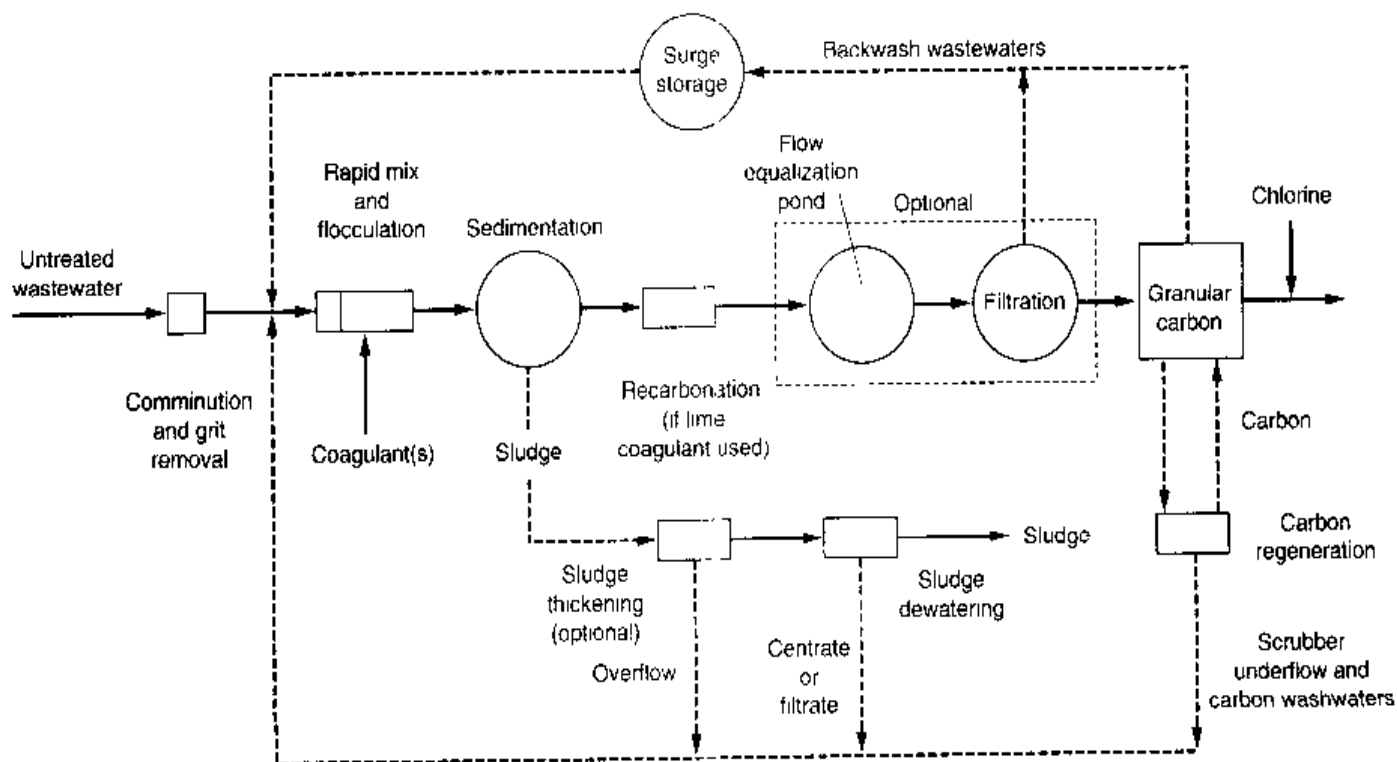 Backwash wastewaters
Surge
storage
Flow
equalization
pond
Rapid mix
and
flocculation
Sedimentation
Optional
Chlorine
Untreated
wastewater
Filtration
Granular
carbon
Comminution
and grit
removal
Coagulant(s)
Sludge
Recarbonation
(if lime
coagulant used)
Carbon
Sludge
Carbon
regeneration
Sludge
thickening
(optional)
Sludge
dewatering
Overflow
Centrate
or
filtrate
Scrubber
underflow and
carbon washwaters